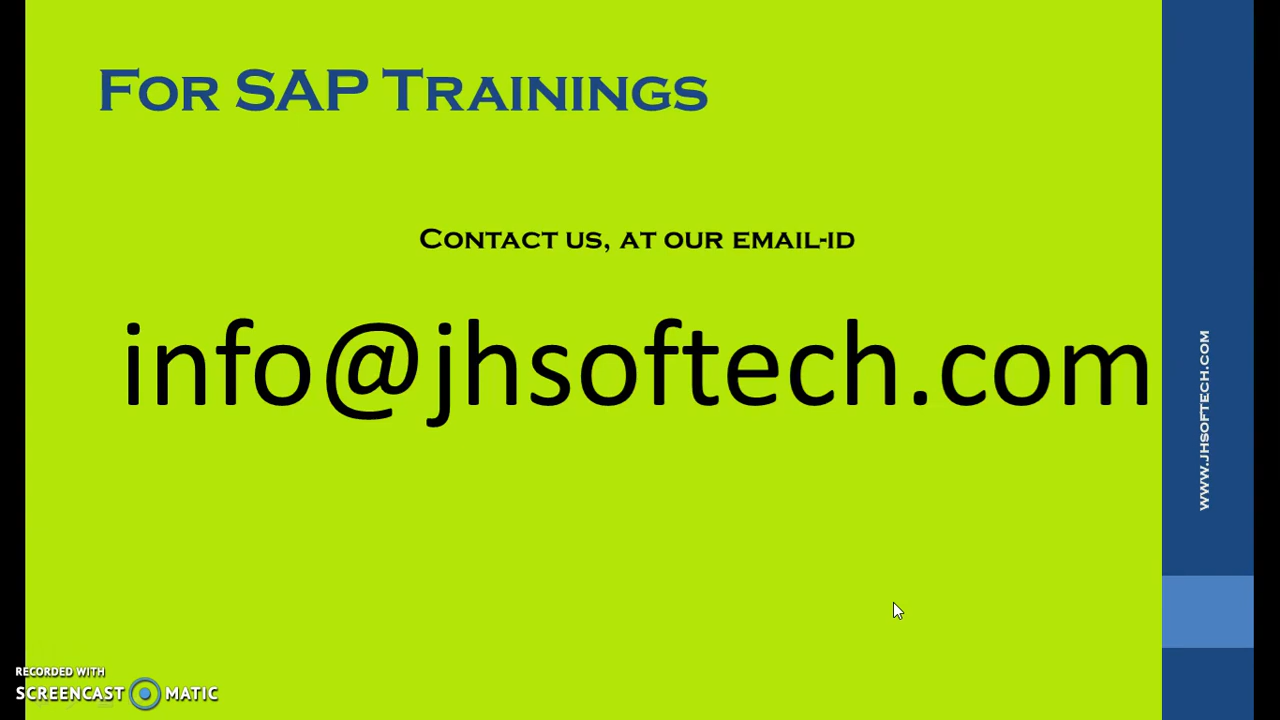 For SAP Trainings
Contact us, at our email-id
info@jhsoftech.com
www.jhsoftech.com
RECORDED WITH
SCREENCAST MATIC